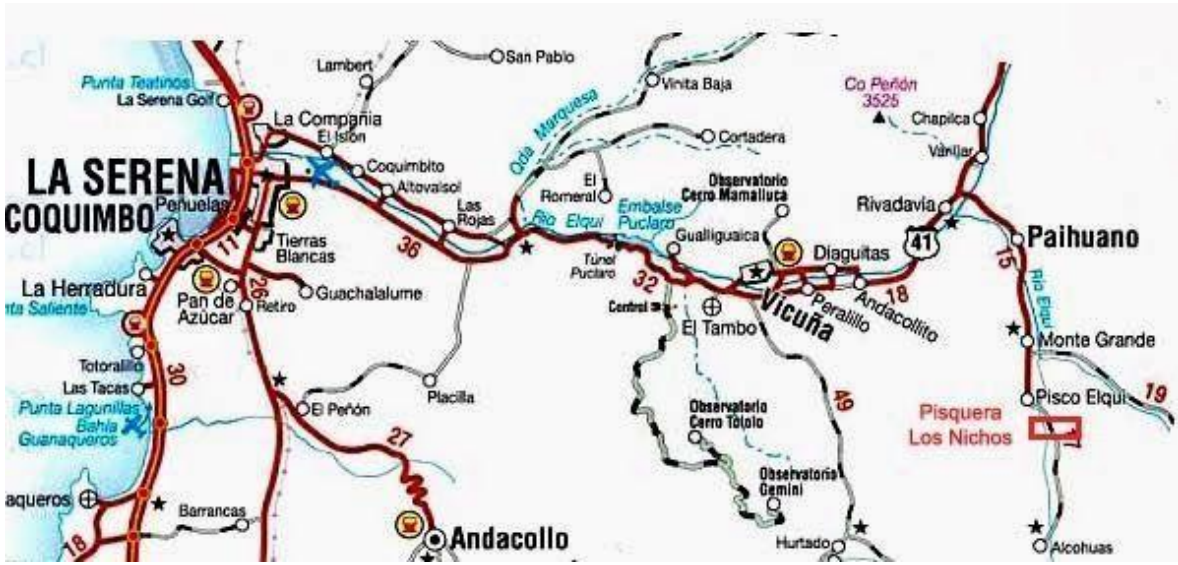 San Pablo
Lambert
Punta Teatinos
La Serena Golf
La Compañia
El Islón
Coquimbito
Altovalsol
Las
Rojas
LA SERENA
COQUIMBO
Peñuelas
11
Tierras
Blancas
36
26
La Herradura
Pan de
Azúcar
Retiro
Guachalalume
nta Saliente
Totoralillo
30
Las Tacas
Punta Lagunillas
Bahía
Guanaqueros
El Peñón
Placilla
27
aqueros
18
Barrancas
Andacollo
Qda Marquesa
Vinita Baja
Cortadera
El
Romeral
Rio Elqui
Embalse
Puclaro
Observatorio
Cerro Mamalluca
Gualliguaica
Túnel
Puclaro
32
Central
El Tambo
Vicuña
Diaguitas
Peralillo
Andacollito
18
41
Co Peñón
3525
Chapilca
Varillar
Rivadavia
Paihuano
15
Rio Elqui
Monte Grande
19
Pisco Elqui
Pisquera
Los Nichos
49
Observatorio
Cerro Tololo
Observatorio
Gemini
Hurtado
Alcohuas